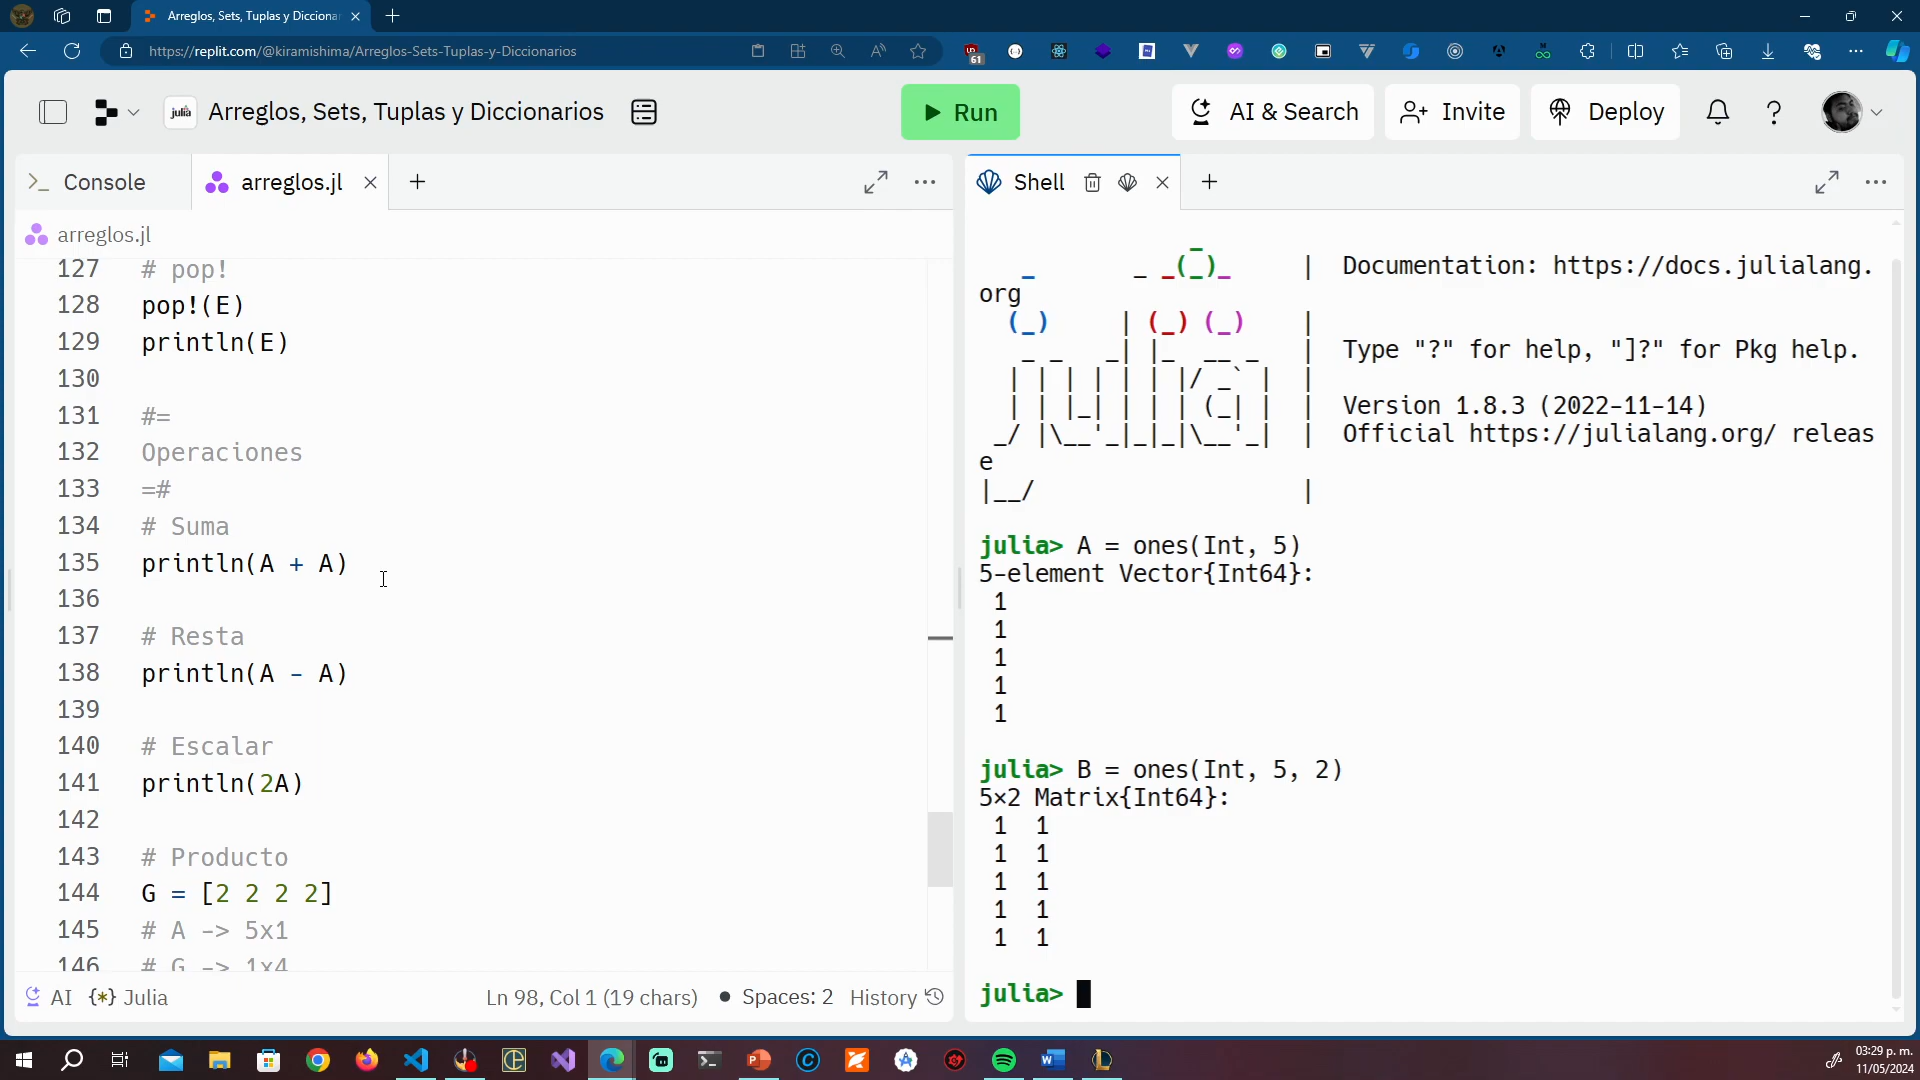 Arreglos, Sets, Tuplas y Dicciona
https://replit.com/@kiramishima/Arreglos-Sets-Tuplas-y-Diccionarios
61
julia
Arreglos, Sets, Tuplas y Diccionarios
Run
AI & Search
Invite
Deploy
Console
arreglos.jl
Shell
arreglos.jl
127 # pop!
128 pop!(E)
129 println(E)
130
131 #=
132 Operaciones
133 =#
134 # Suma
135 println(A + A)
136
137 # Resta
138 println(A - A)
139
140 # Escalar
141 println(2A)
142
143 # Producto
144 G = [2 2 2 2]
145 # A -> 5x1
146 # G -> 1x4
AI {*} Julia
Ln 98, Col 1 (19 chars) • Spaces: 2 History
               _
   _       _ _(_)_     |  Documentation: https://docs.julialang.
org
  (_)     | (_) (_)    |
   _ _   _| |_  __ _   |  Type "?" for help, "]?" for Pkg help.
  | | | | | | |/ _` |  |
  | | |_| | | | (_| |  |  Version 1.8.3 (2022-11-14)
 _/ |\__'_|_|_|\__'_|  |  Official https://julialang.org/ releas
e
|__/                   |
julia> A = ones(Int, 5)
5-element Vector{Int64}:
1
1
1
1
1
julia> B = ones(Int, 5, 2)
5×2 Matrix{Int64}:
1 1
1 1
1 1
1 1
1 1
julia>
03:29 p. m.
11/05/2024